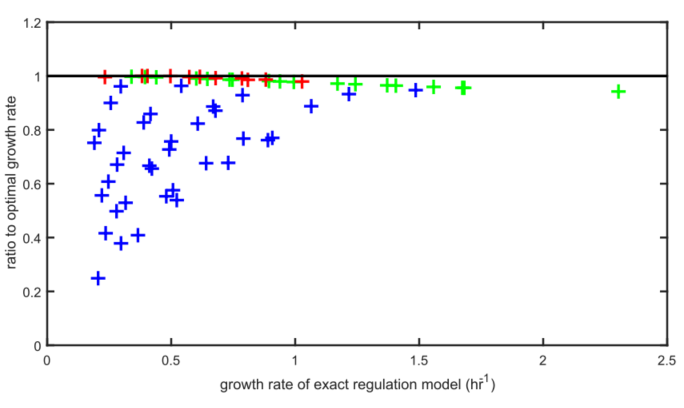 1.2
1
0.8
0.6
0.4
0.2
0
ratio to optimal growth rate
0 0.5 1 1.5 2 2.5
growth rate of exact regulation model (hr⁻¹)